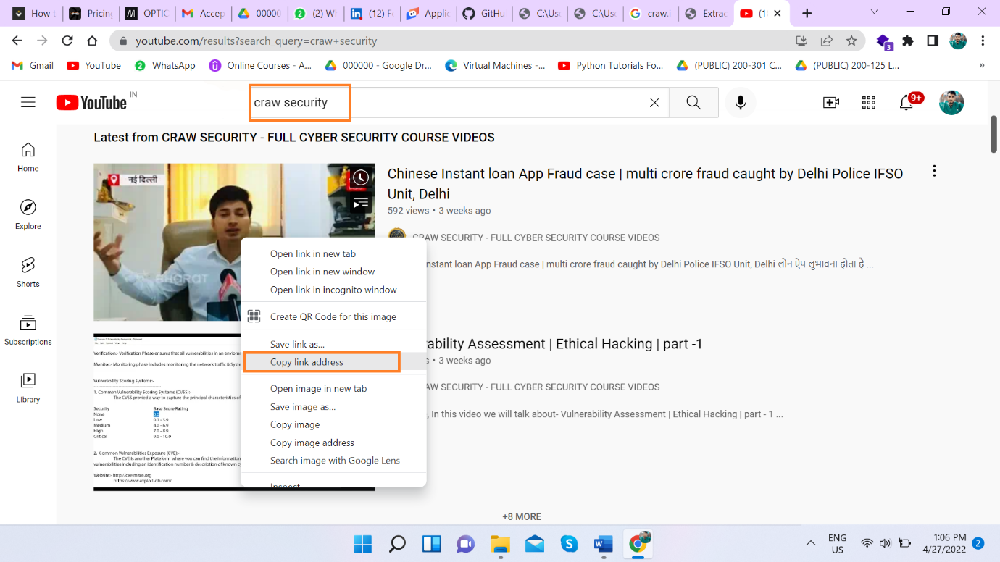 How t
Pricing
OPTIC
Accep
00000
(2) Wh
(12) Fe
Applic
GitHu
C:\Use
C:\Use
craw.i
Extrac
(1
youtube.com/results?search_query=craw+security
3
Gmail
YouTube
WhatsApp
Online Courses - A...
000000 - Google Dr...
Virtual Machines -...
Python Tutorials Fo...
(PUBLIC) 200-301 C...
(PUBLIC) 200-125 L...
»
YouTube IN
craw security
9+
Latest from CRAW SECURITY - FULL CYBER SECURITY COURSE VIDEOS
Home
Explore
Shorts
Subscriptions
Library
नई दिल्ली
BHARAT
Chinese Instant loan App Fraud case | multi crore fraud caught by Delhi Police IFSO
Unit, Delhi
592 views • 3 weeks ago
CRAW SECURITY - FULL CYBER SECURITY COURSE VIDEOS
nstant loan App Fraud case | multi crore fraud caught by Delhi Police IFSO Unit, Delhi लोन ऐप लुभावना होता है ...
Open link in new tab
Open link in new window
Open link in incognito window
Create QR Code for this image
Save link as...
Copy link address
Open image in new tab
Save image as...
Copy image
Copy image address
Search image with Google Lens
Inspect
Verification:- Verification Phase ensures that all vulnerabilities in an enviorn
Monitor:- Monitoring phase includes monitoring the network traffic & Syste
Vulnerability Scoring Systems:-
1. Common Vulnerability Scoring Systems (CVSS):-
The CVSS provied a way to capture the principal characteristics of
Security Base Score Rating
None 0.0
Low 0.1 - 3.9
Medium 4.0 - 6.9
High 7.0 - 8.9
Critical 9.0 - 10.0
2. Common Vulnerabilities Exposure (CVE):-
The CVE is another Plateform where you can find the information
vulnerabilities including an identification number & description of known cy
Website:- http://cve.mitre.org
https://www.exploit-db.com/
rability Assessment | Ethical Hacking | part -1
s • 3 weeks ago
AW SECURITY - FULL CYBER SECURITY COURSE VIDEOS
, In this video we will talk about- Vulnerability Assessment | Ethical Hacking | part - 1 ...
+8 MORE
ENG
US
1:06 PM
4/27/2022
2